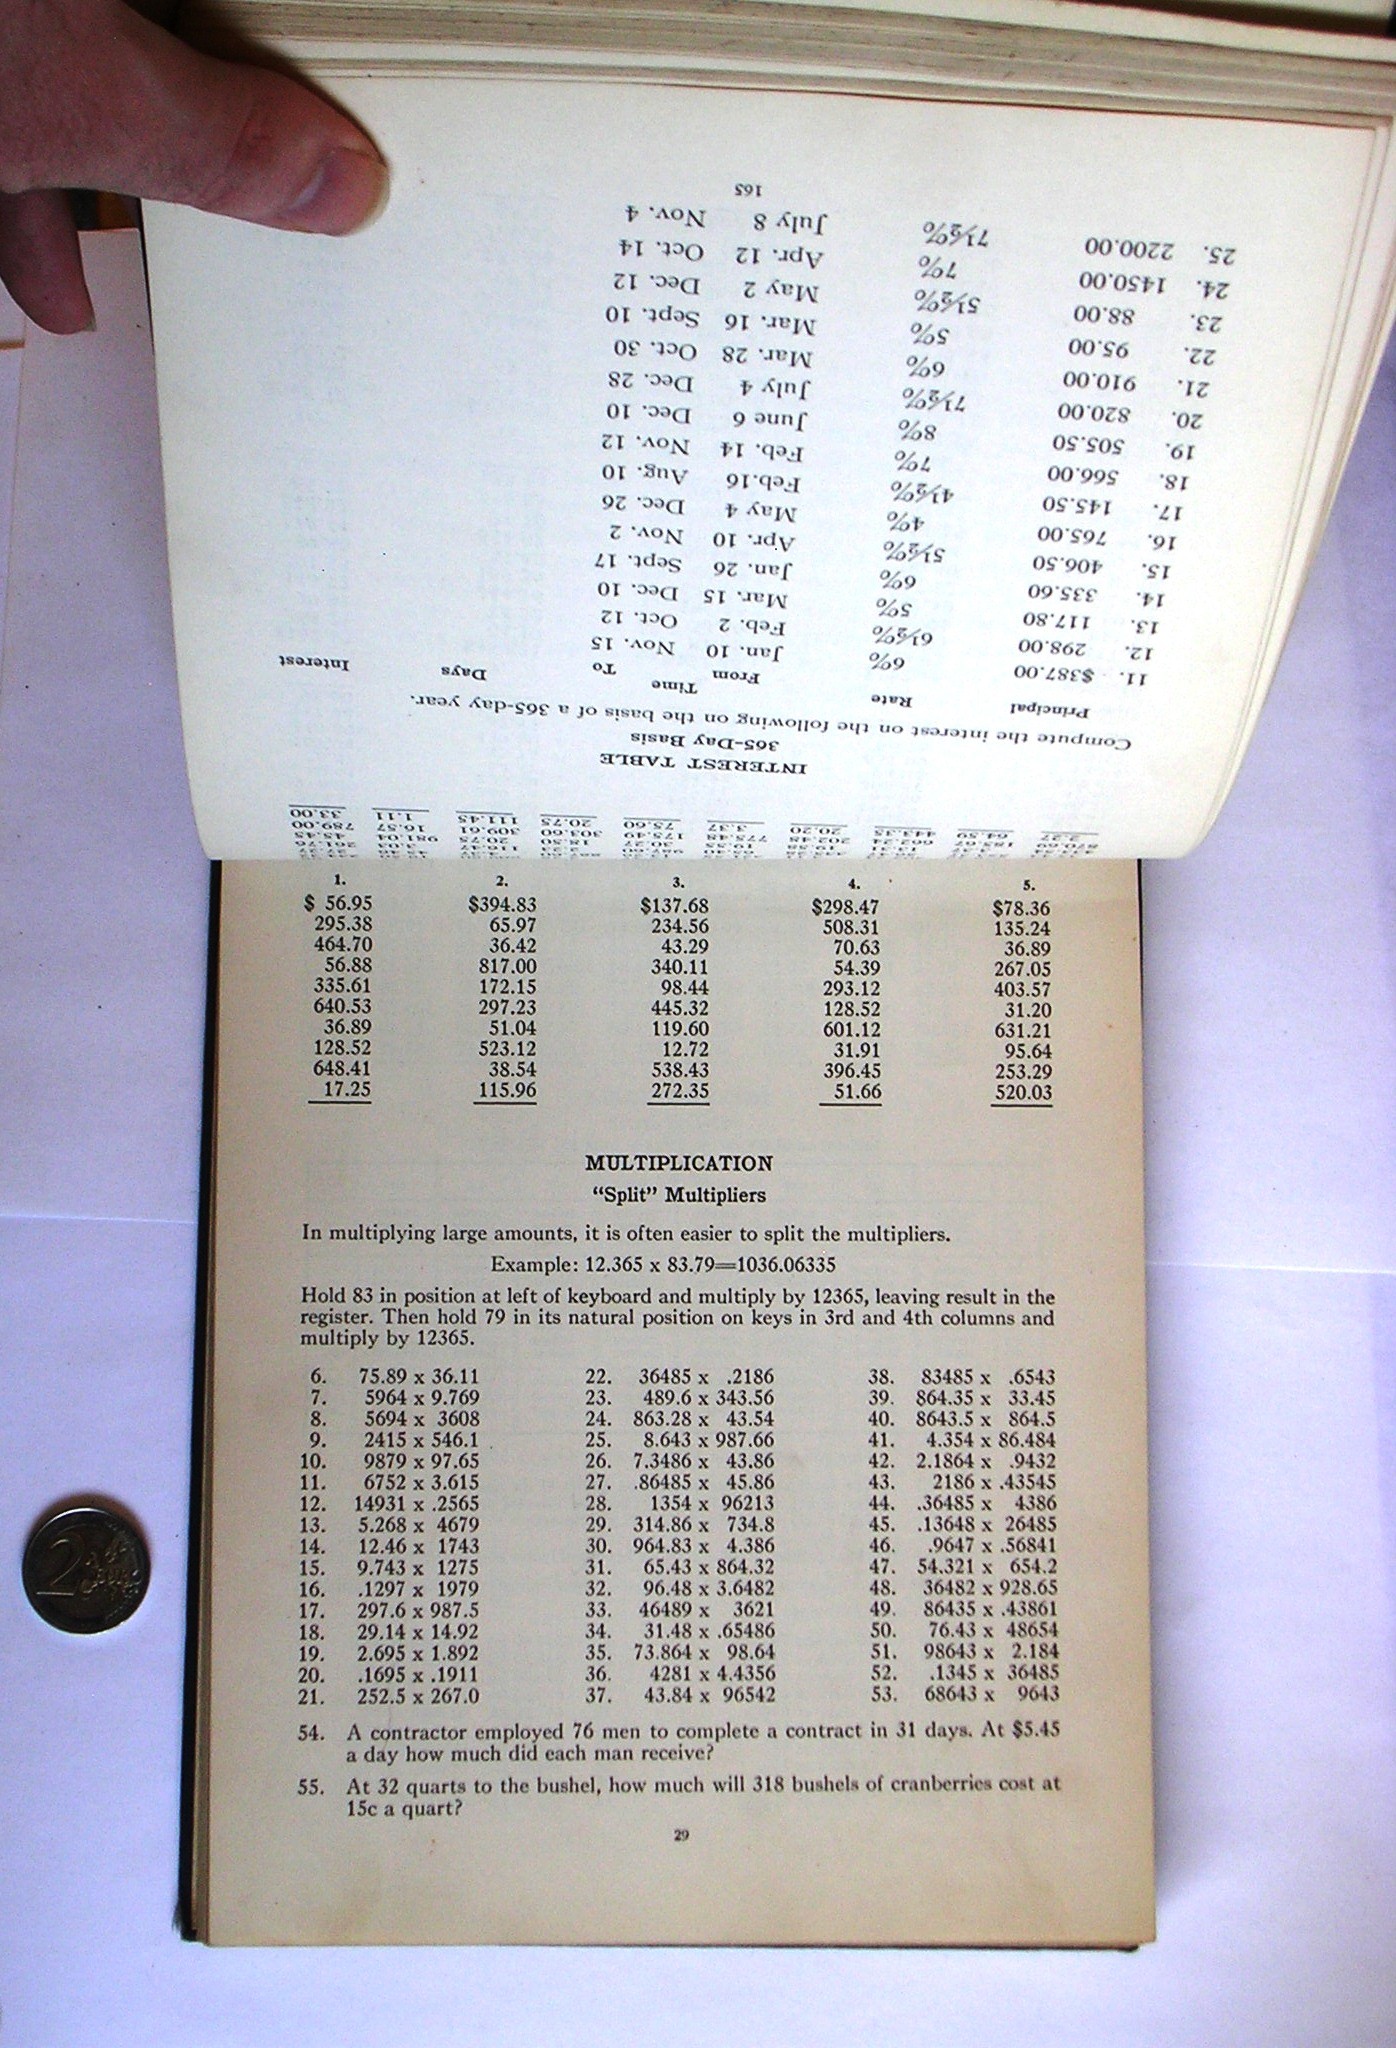 2.27 64.59 443.35 20.20 3.37 75.60 20.75 111.45 1.11 33.00
INTEREST TABLE
365-Day Basis
Compute the interest on the following on the basis of a 365-day year.
Principal Rate Time Days Interest
From To
11. $387.00 6% Jan. 10 Nov. 15
12. 298.00 6½% Feb. 2 Oct. 12
13. 117.80 5% Mar. 15 Dec. 10
14. 335.60 6% Jan. 26 Sept. 17
15. 406.50 5½% Apr. 10 Nov. 2
16. 765.00 4% May 4 Dec. 26
17. 145.50 4½% Feb.16 Aug. 10
18. 566.00 7% Feb. 14 Nov. 12
19. 505.50 8% June 6 Dec. 10
20. 820.00 7½% July 4 Dec. 28
21. 910.00 6% Mar. 28 Oct. 30
22. 95.00 5% Mar. 16 Sept. 10
23. 88.00 5½% May 2 Dec. 12
24. 1450.00 7% Apr. 12 Oct. 14
25. 2200.00 7½% July 8 Nov. 4
165
1. 2. 3. 4. 5.
$ 56.95 $394.83 $137.68 $298.47 $78.36
295.38 65.97 234.56 508.31 135.24
464.70 36.42 43.29 70.63 36.89
56.88 817.00 340.11 54.39 267.05
335.61 172.15 98.44 293.12 403.57
640.53 297.23 445.32 128.52 31.20
36.89 51.04 119.60 601.12 631.21
128.52 523.12 12.72 31.91 95.64
648.41 38.54 538.43 396.45 253.29
17.25 115.96 272.35 51.66 520.03
MULTIPLICATION
“Split” Multipliers
In multiplying large amounts, it is often easier to split the multipliers.
Example: 12.365 x 83.79=1036.06335
Hold 83 in position at left of keyboard and multiply by 12365, leaving result in the
register. Then hold 79 in its natural position on keys in 3rd and 4th columns and
multiply by 12365.
6. 75.89 x 36.11 22. 36485 x .2186 38. 83485 x .6543
7. 5964 x 9.769 23. 489.6 x 343.56 39. 864.35 x 33.45
8. 5694 x 3608 24. 863.28 x 43.54 40. 8643.5 x 864.5
9. 2415 x 546.1 25. 8.643 x 987.66 41. 4.354 x 86.484
10. 9879 x 97.65 26. 7.3486 x 43.86 42. 2.1864 x .9432
11. 6752 x 3.615 27. .86485 x 45.86 43. 2186 x .43545
12. 14931 x .2565 28. 1354 x 96213 44. .36485 x 4386
13. 5.268 x 4679 29. 314.86 x 734.8 45. .13648 x 26485
14. 12.46 x 1743 30. 964.83 x 4.386 46. .9647 x .56841
15. 9.743 x 1275 31. 65.43 x 864.32 47. 54.321 x 654.2
16. .1297 x 1979 32. 96.48 x 3.6482 48. 36482 x 928.65
17. 297.6 x 987.5 33. 46489 x 3621 49. 86435 x .43861
18. 29.14 x 14.92 34. 31.48 x .65486 50. 76.43 x 48654
19. 2.695 x 1.892 35. 73.864 x 98.64 51. 98643 x 2.184
20. .1695 x .1911 36. 4281 x 4.4356 52. .1345 x 36485
21. 252.5 x 267.0 37. 43.84 x 96542 53. 68643 x 9643
54. A contractor employed 76 men to complete a contract in 31 days. At $5.45
a day how much did each man receive?
55. At 32 quarts to the bushel, how much will 318 bushels of cranberries cost at
15c a quart?
29